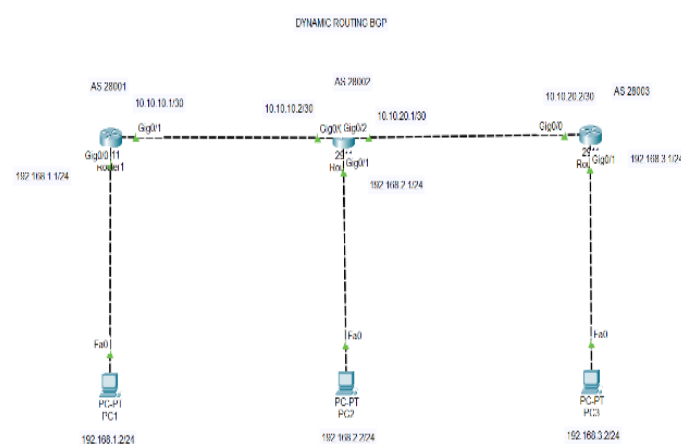 DYNAMIC ROUTING BGP
AS 28001
AS 28002
AS 28003
10.10.10.1/30
10.10.10.2/30
10.10.20.1/30
10.10.20.2/30
Gig0/1
Gig0/2
Gig0/0
Gig0/0
Gig0/1
Gig0/1
192.168.1.1/24
Router1
192.168.2.1/24
192.168.3.1/24
Fa0
Fa0
Fa0
PC-PT
PC1
PC-PT
PC2
PC-PT
PC3
192.168.1.2/24
192.168.2.2/24
192.168.3.2/24